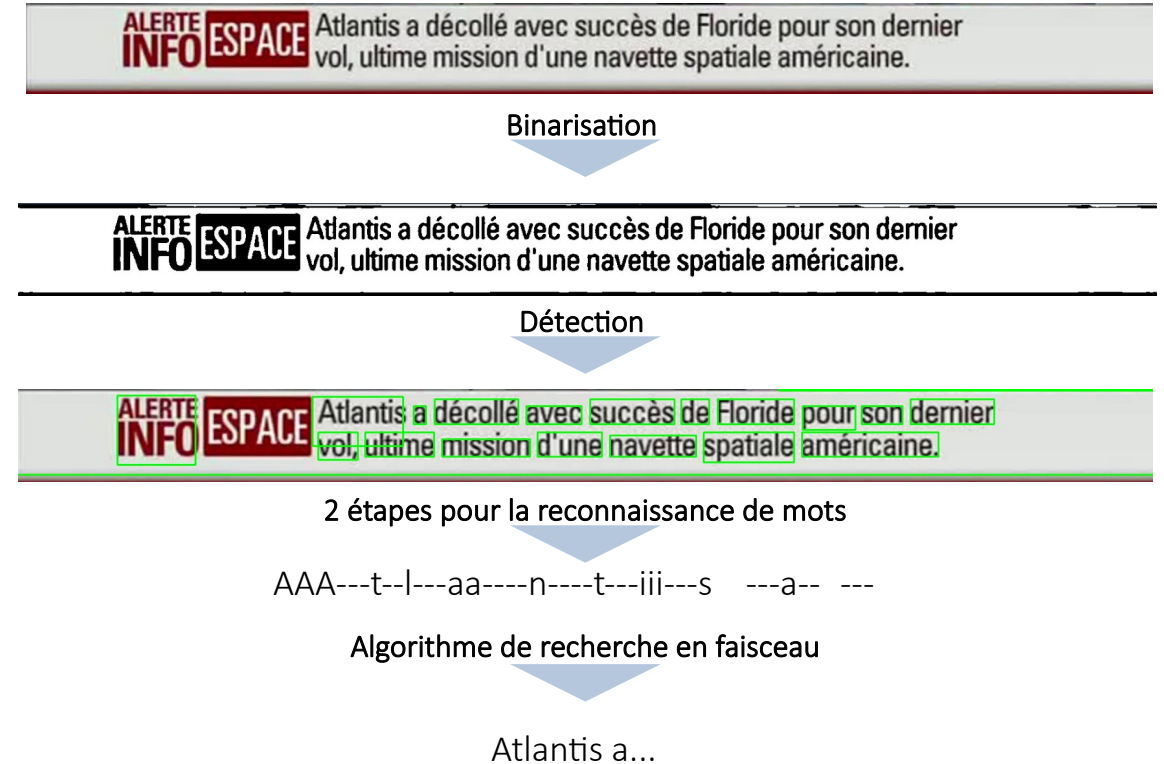 ALERTE
INFO
ESPACE
Atlantis a décollé avec succès de Floride pour son dernier
vol, ultime mission d'une navette spatiale américaine.
Binarisation
ALERTE
INFO
ESPACE
Atlantis a décollé avec succès de Floride pour son dernier
vol, ultime mission d'une navette spatiale américaine.
Détection
ALERTE
INFO
ESPACE
Atlantis a décollé avec succès de Floride pour son dernier
vol, ultime mission d'une navette spatiale américaine.
2 étapes pour la reconnaissance de mots
AAA---t--l---aa----n----t---iii---s ---a-- ---
Algorithme de recherche en faisceau
Atlantis a...